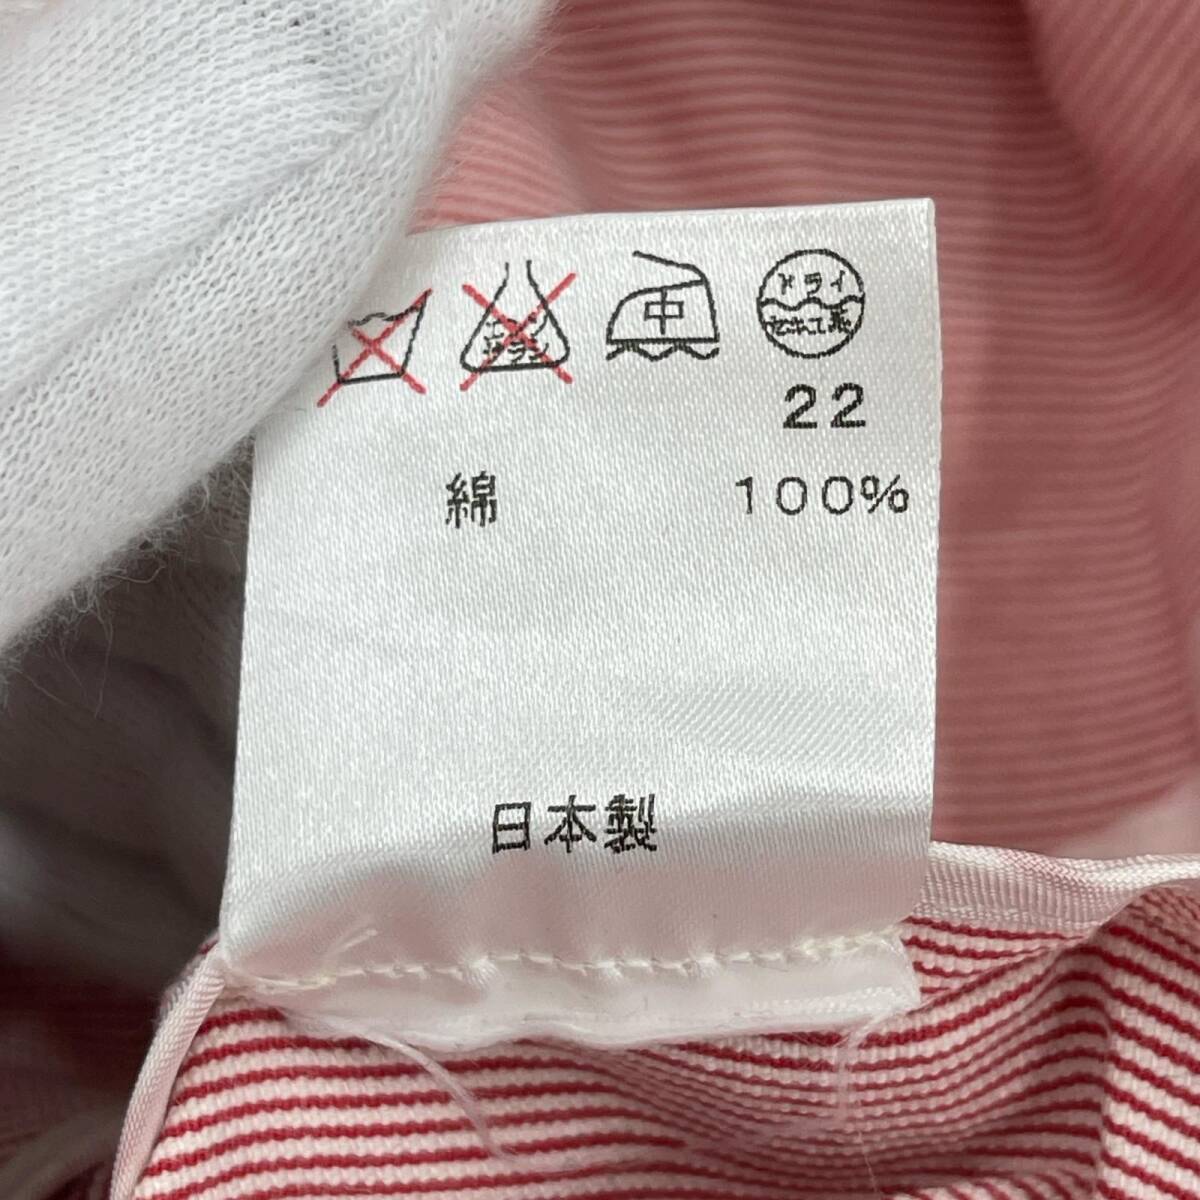 エンソ
サラシ
中
ドライ
セキユ系
22
綿 100%
日本製